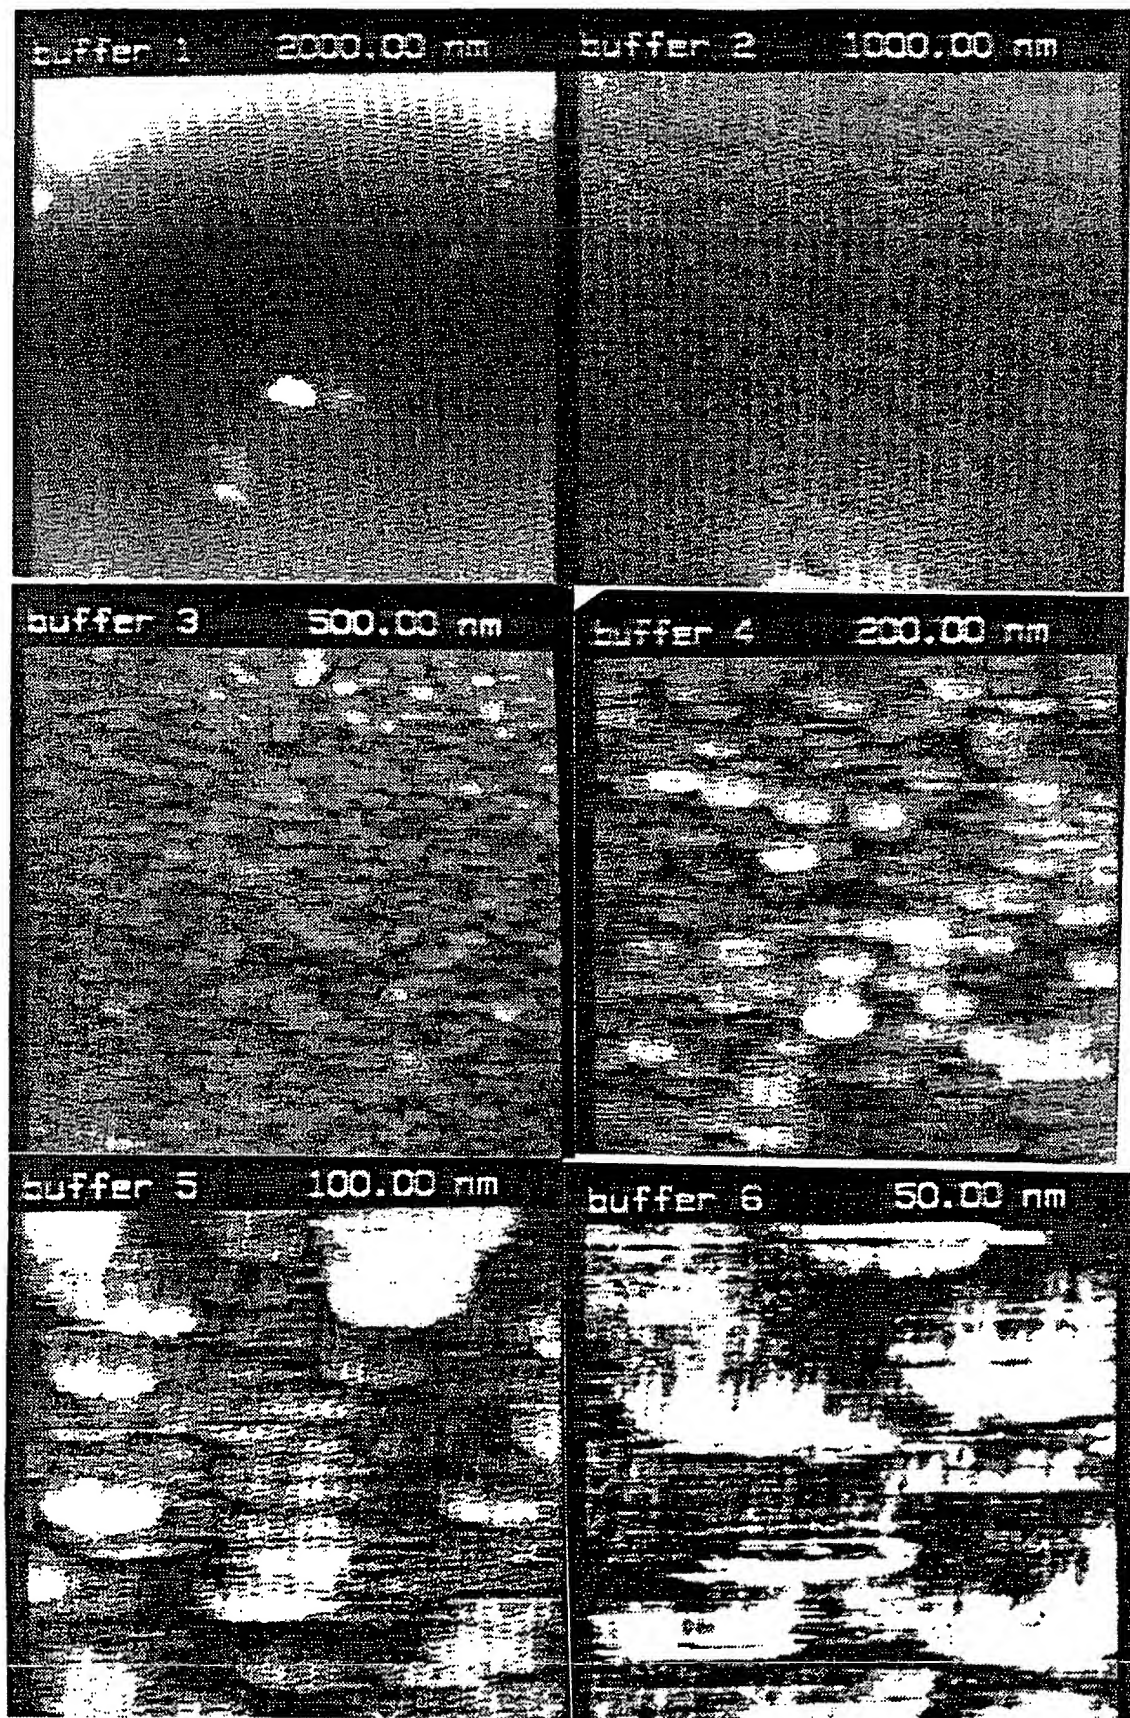 buffer 1 2000.00 nm
buffer 2 1000.00 nm
buffer 3 500.00 nm
buffer 4 200.00 nm
buffer 5 100.00 nm
buffer 6 50.00 nm